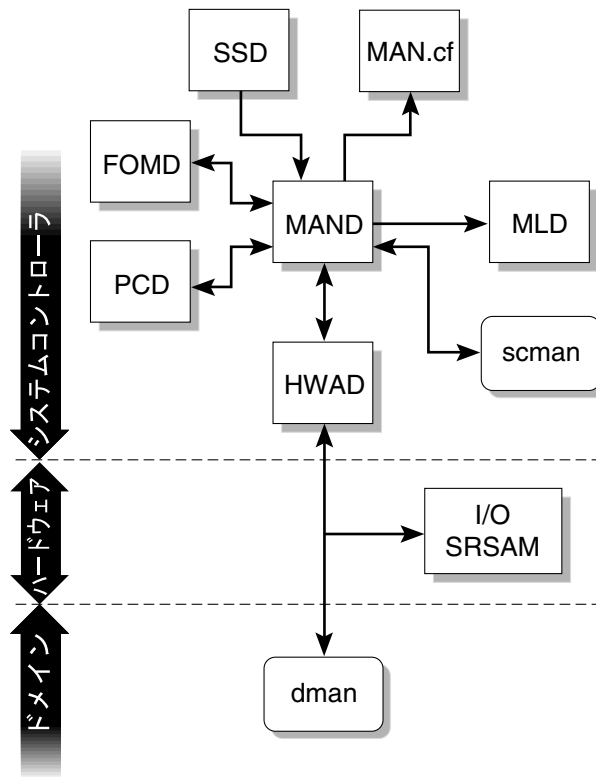 SSD
MAN.cf
FOMD
MAND
MLD
PCD
scman
HWAD
I/O
SRSAM
dman
システムコントローラ
ハードウェア
ドメイン